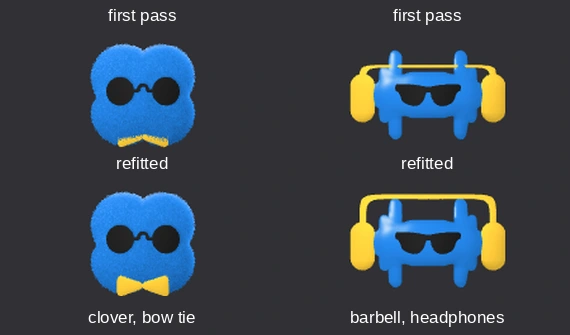 first pass
first pass
refitted
refitted
clover, bow tie
barbell, headphones